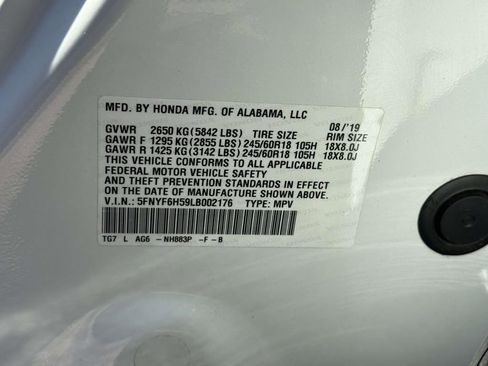 MFD. BY HONDA MFG. OF ALABAMA, LLC 08/'19
GVWR 2650 KG (5842 LBS) TIRE SIZE RIM SIZE
GAWR F 1295 KG (2855 LBS) 245/60R18 105H 18X8.0J
GAWR R 1425 KG (3142 LBS) 245/60R18 105H 18X8.0J
THIS VEHICLE CONFORMS TO ALL APPLICABLE
FEDERAL MOTOR VEHICLE SAFETY
AND THEFT PREVENTION STANDARDS IN EFFECT
ON THE DATE OF MANUFACTURE SHOWN ABOVE.
V.I.N.: 5FNYF6H59LB002176 TYPE: MPV
TG7 L AG6 -NH883P -F-B